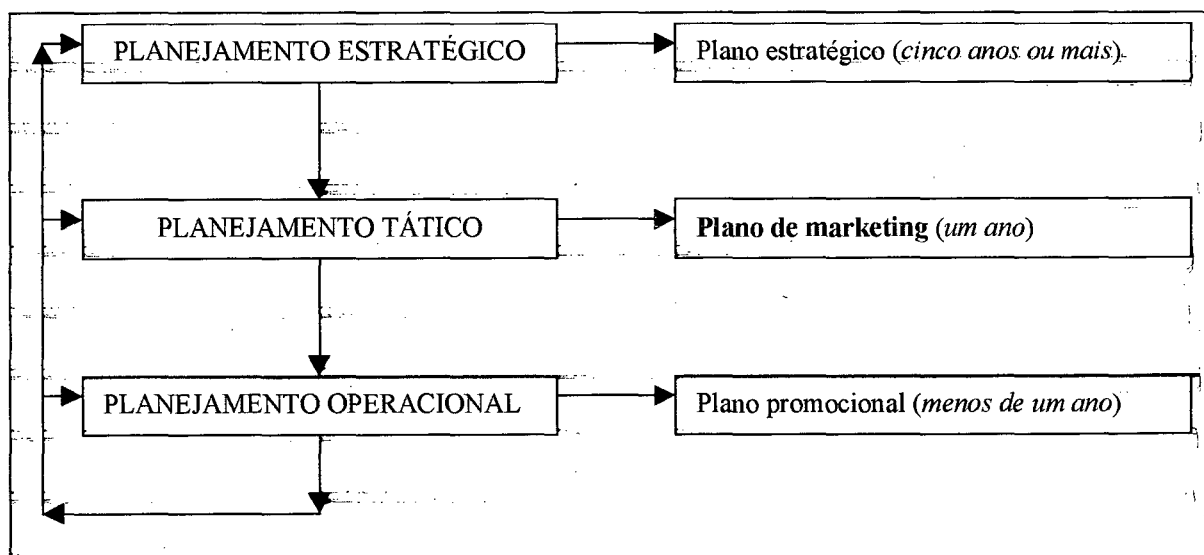 PLANEJAMENTO ESTRATÉGICO
Plano estratégico (cinco anos ou mais)
PLANEJAMENTO TÁTICO
Plano de marketing (um ano)
PLANEJAMENTO OPERACIONAL
Plano promocional (menos de um ano)